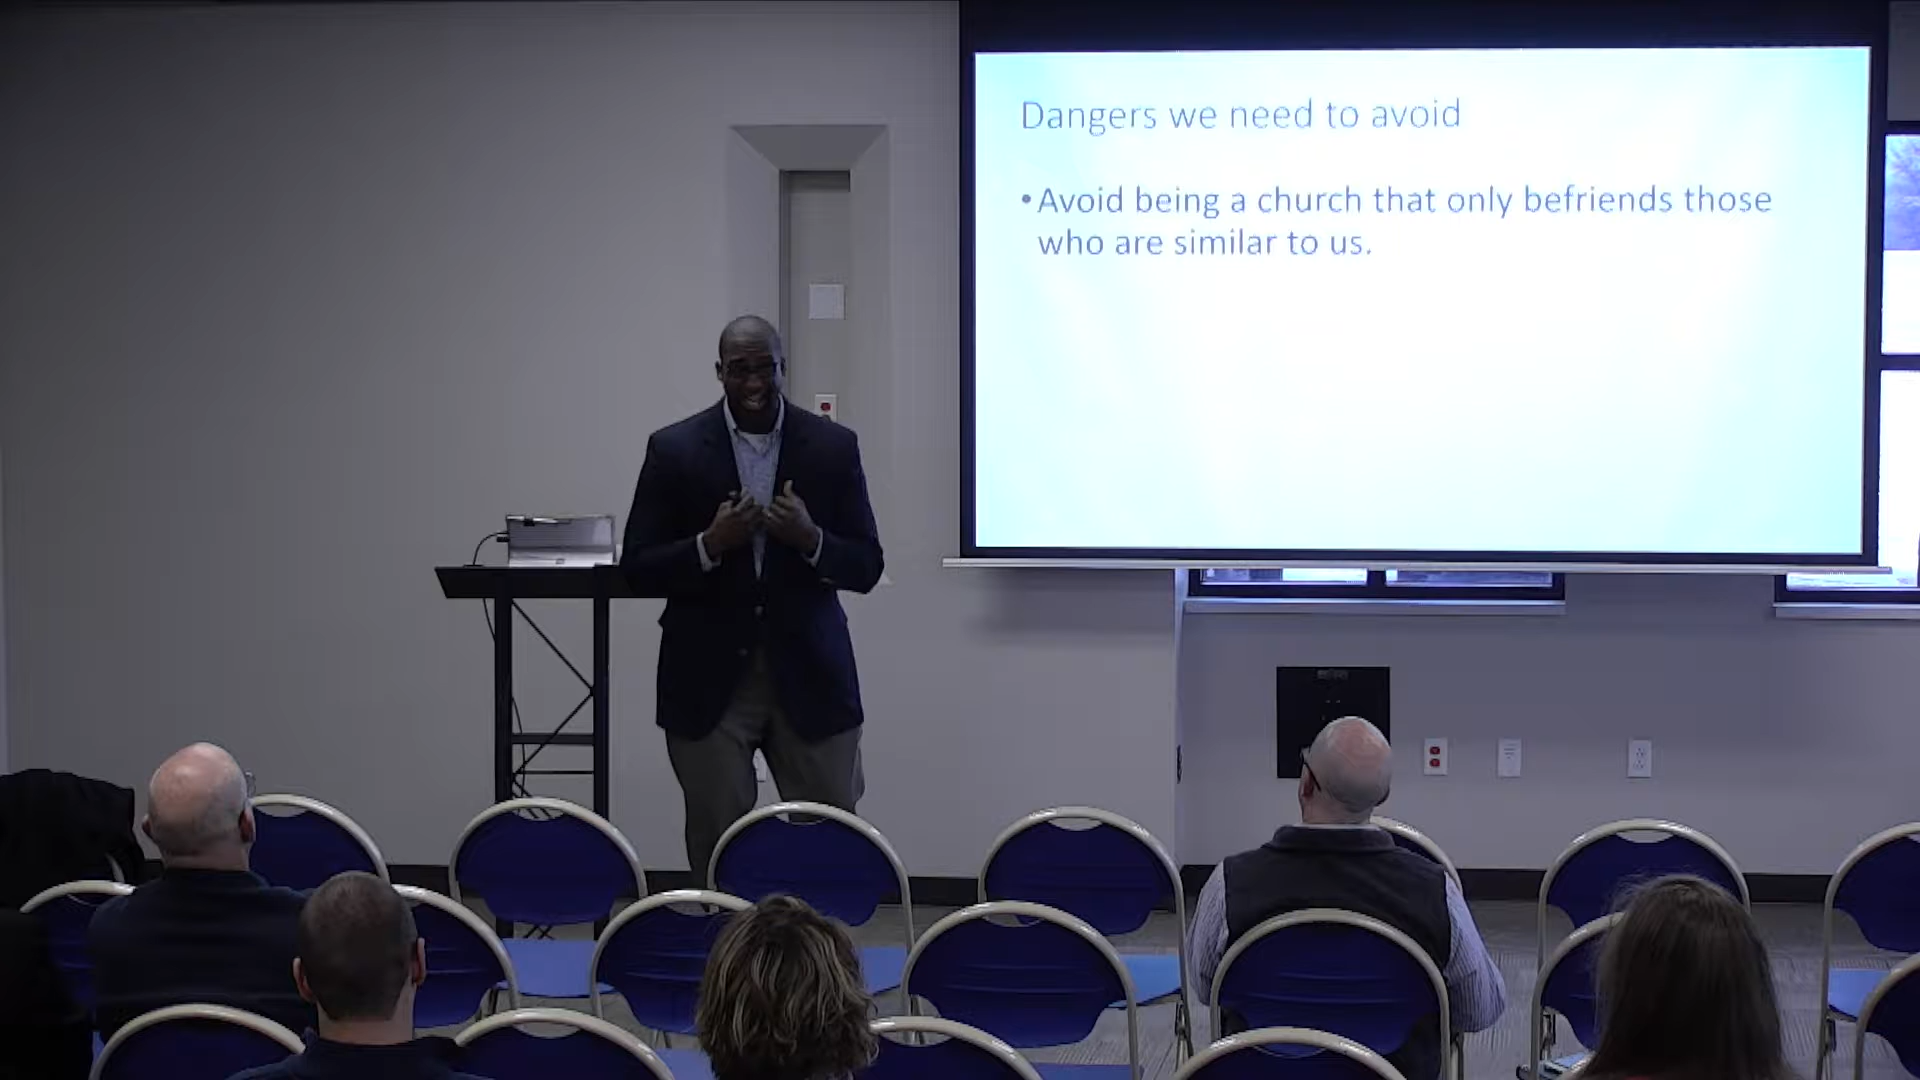 Dangers we need to avoid
•Avoid being a church that only befriends those
who are similar to us.